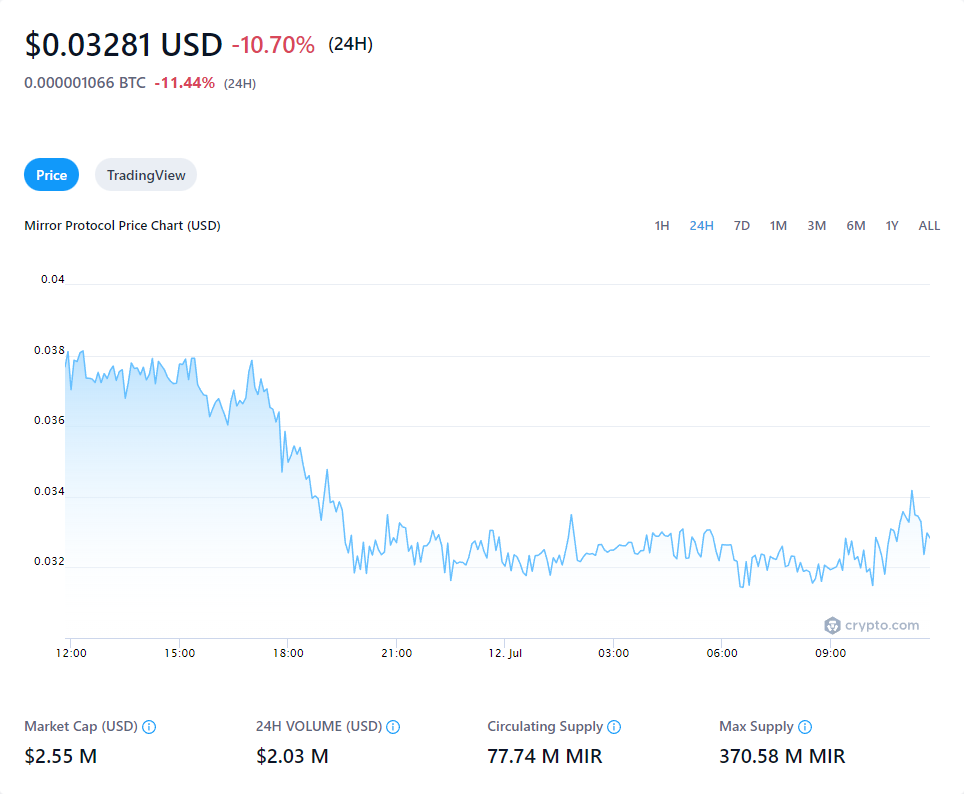 $0.03281 USD -10.70% (24H)
0.000001066 BTC -11.44% (24H)
Price TradingView
Mirror Protocol Price Chart (USD) 1H 24H 7D 1M 3M 6M 1Y ALL
0.04
0.038
0.036
0.034
0.032
crypto.com
12:00 15:00 18:00 21:00 12. Jul 03:00 06:00 09:00
Market Cap (USD) 24H VOLUME (USD) Circulating Supply Max Supply
$2.55 M $2.03 M 77.74 M MIR 370.58 M MIR